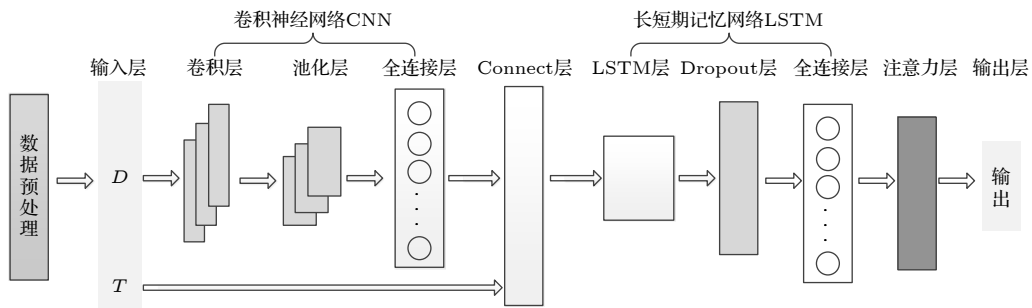 卷积神经网络CNN 长短期记忆网络LSTM
输入层 卷积层 池化层 全连接层 Connect层 LSTM层 Dropout层 全连接层 注意力层 输出层
数据预处理
D
T
输出